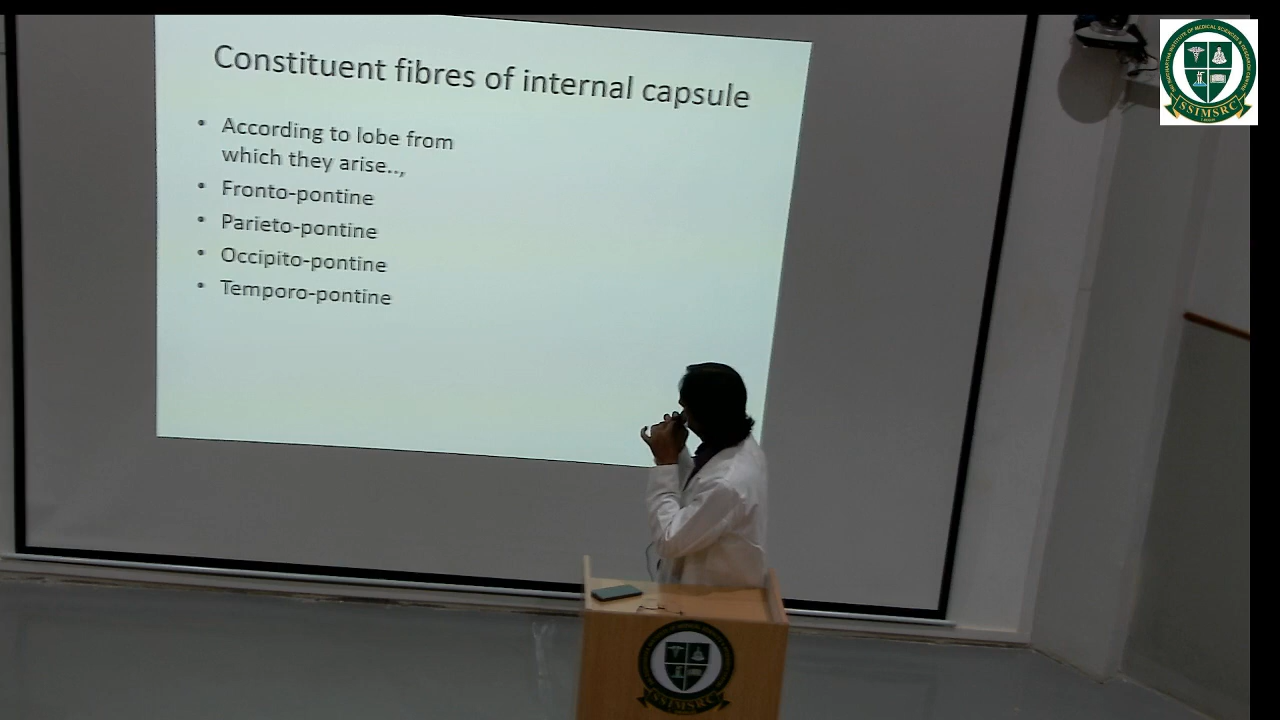 Constituent fibres of internal capsule
• According to lobe from
which they arise..,
• Fronto-pontine
• Parieto-pontine
• Occipito-pontine
• Temporo-pontine
SSIMSRC
SSIMSRC